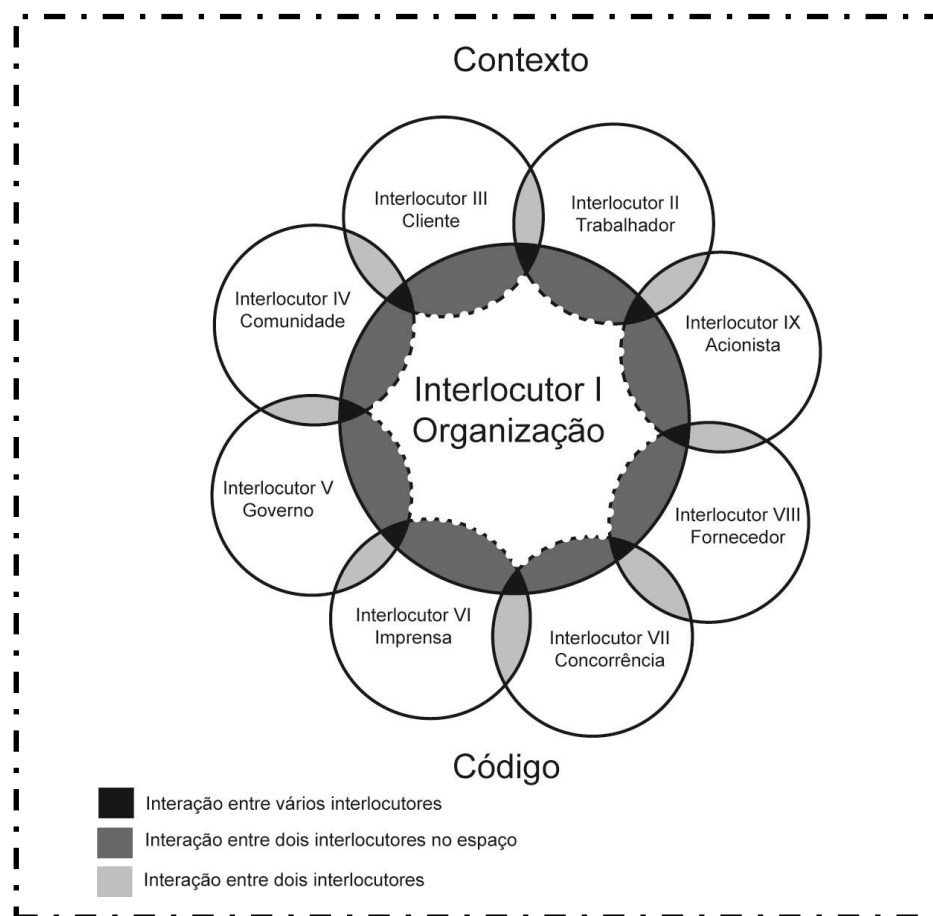 Contexto
Interlocutor III
Cliente
Interlocutor II
Trabalhador
Interlocutor IV
Comunidade
Interlocutor IX
Acionista
Interlocutor I
Organização
Interlocutor V
Governo
Interlocutor VIII
Fornecedor
Interlocutor VI
Imprensa
Interlocutor VII
Concorrência
Código
Interação entre vários interlocutores
Interação entre dois interlocutores no espaço
Interação entre dois interlocutores